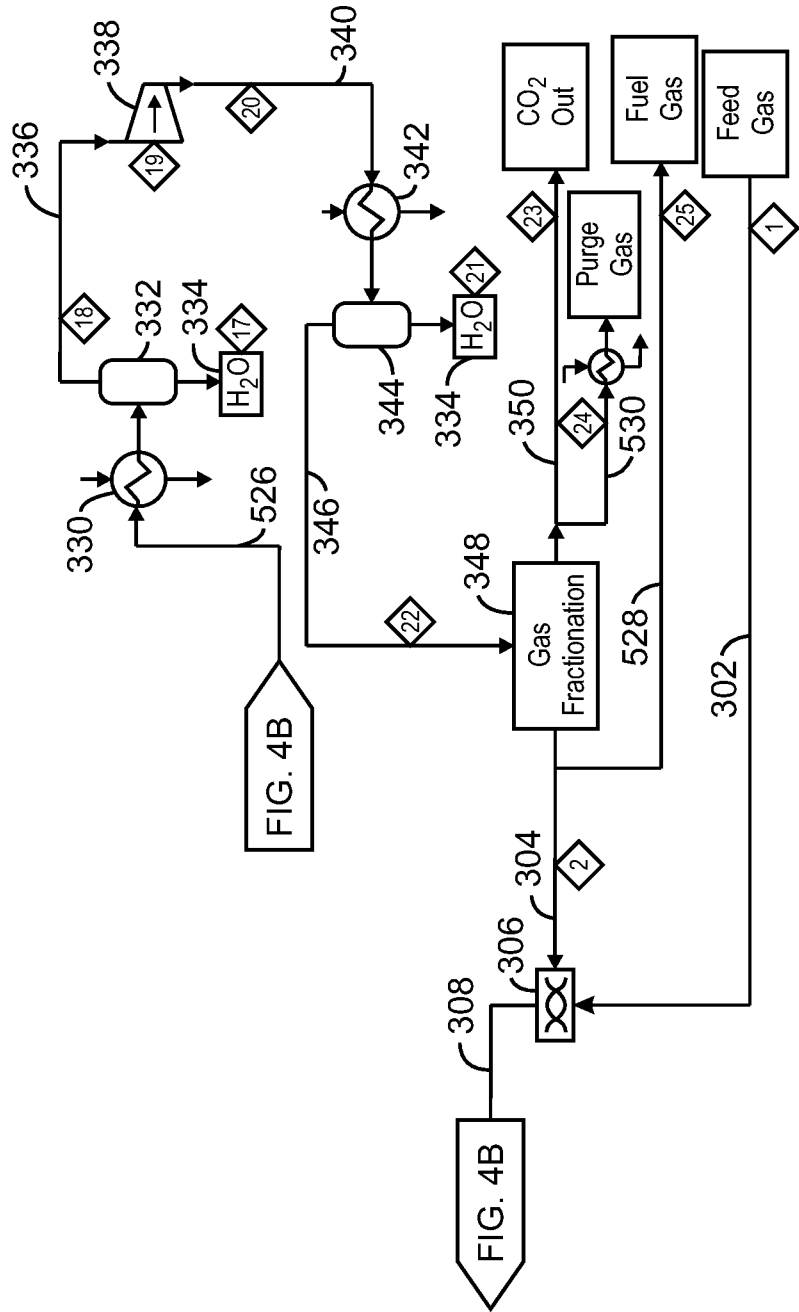 336
338
18
19
20
340
332
334
H₂O
17
330
342
344
H₂O
21
334
526
346
FIG. 4B
22
348
Gas
Fractionation
350
23
CO₂
Out
24
530
Purge
Gas
528
25
Fuel
Gas
302
1
Feed
Gas
304
2
306
308
FIG. 4B